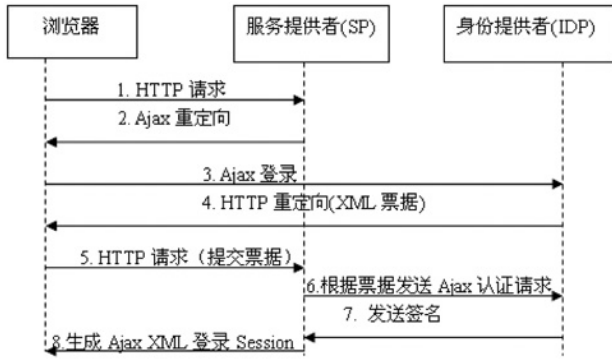 浏览器
服务提供者(SP)
身份提供者(IDP)
1. HTTP 请求
2. Ajax 重定向
3. Ajax 登录
4. HTTP 重定向(XML 票据)
5. HTTP 请求（提交票据）
6.根据票据发送 Ajax 认证请求
7. 发送签名
8.生成 Ajax XML 登录 Session